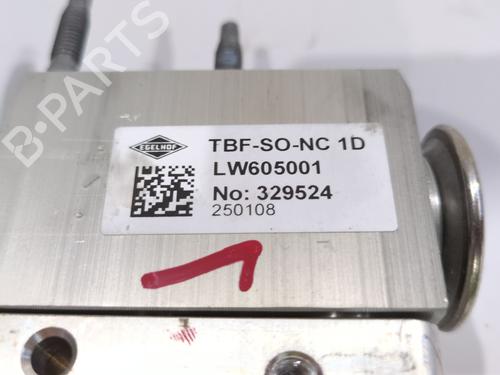 B-PARTS
EGELHOF
TBF-SO-NC 1D
LW605001
No: 329524
250108